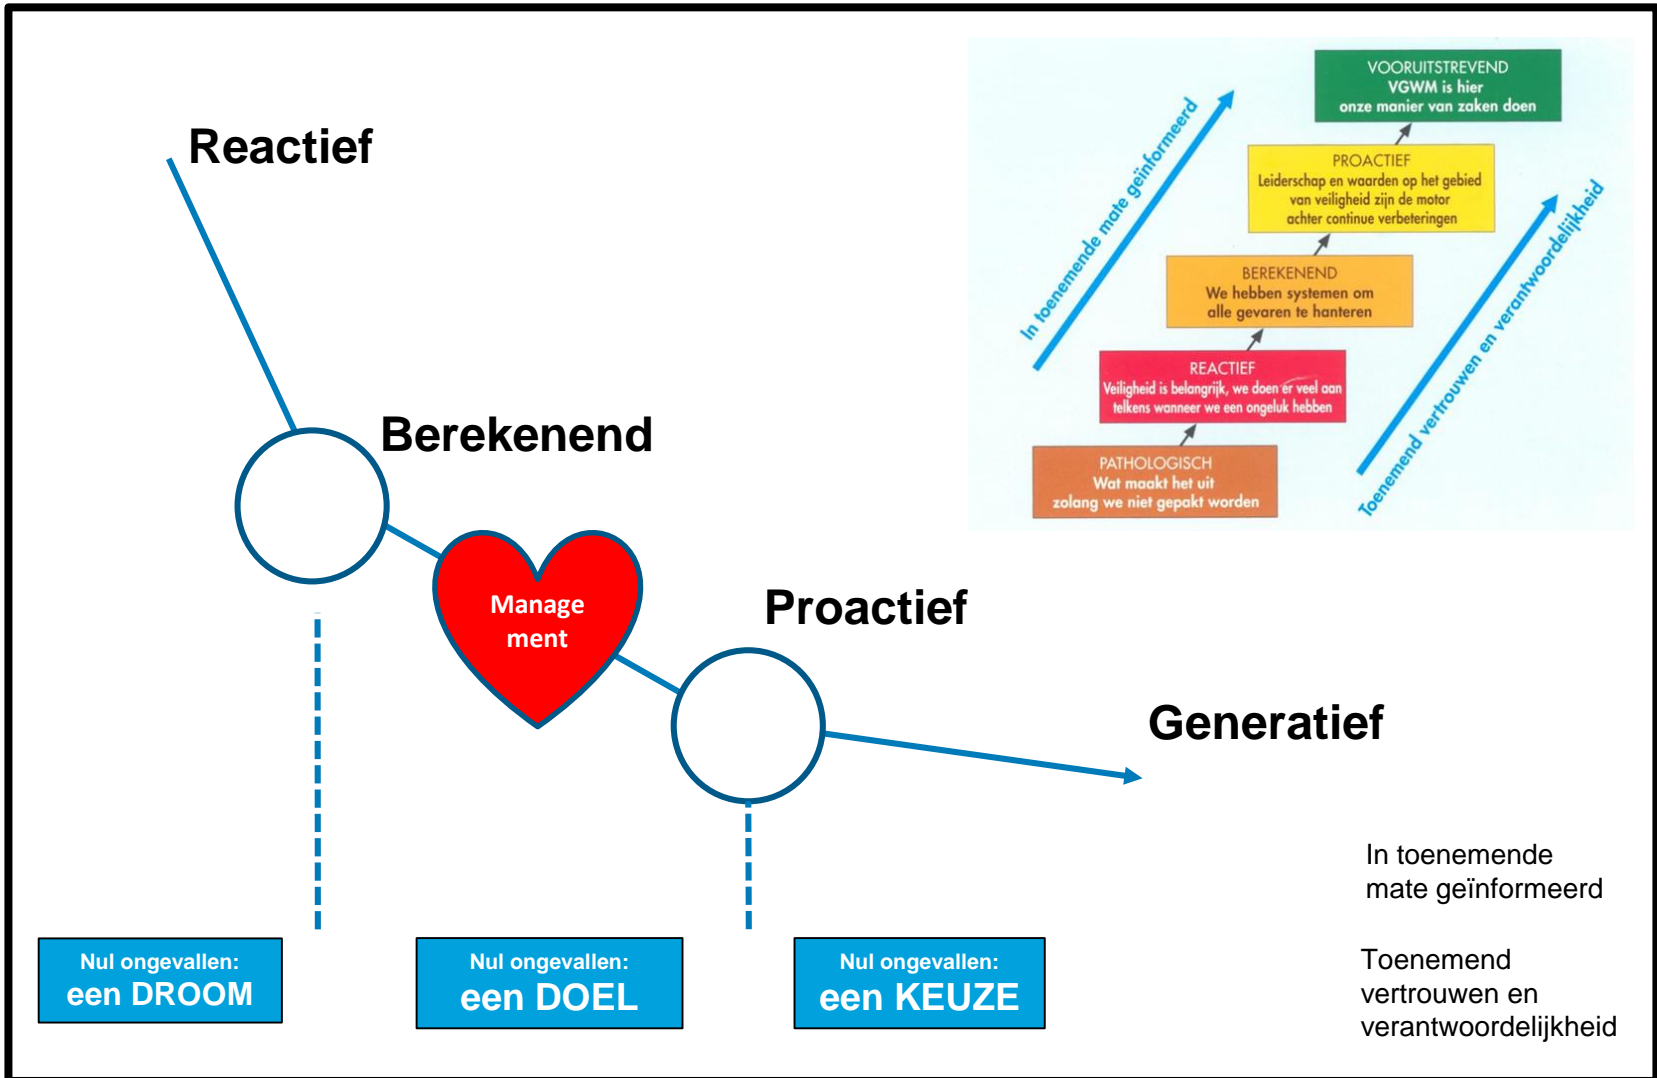 Reactief
Berekenend
Manage
ment
Proactief
Generatief
VOORUITSTREVEND
VGWM is hier
onze manier van zaken doen
PROACTIEF
Leiderschap en waarden op het gebied
van veiligheid zijn de motor
achter continue verbeteringen
BEREKENEND
We hebben systemen om
alle gevaren te hanteren
REACTIEF
Veiligheid is belangrijk, we doen er veel aan
telkens wanneer we een ongeluk hebben
PATHOLOGISCH
Wat maakt het uit
zolang we niet gepakt worden
In toenemende mate geïnformeerd
Toenemend vertrouwen en verantwoordelijkheid
In toenemende
mate geïnformeerd
Toenemend
vertrouwen en
verantwoordelijkheid
Nul ongevallen:
een DROOM
Nul ongevallen:
een DOEL
Nul ongevallen:
een KEUZE